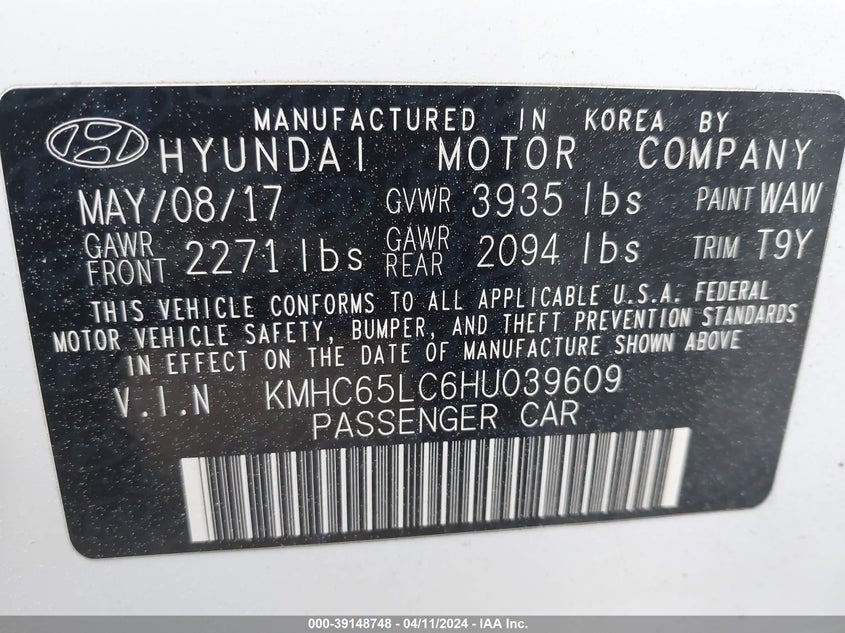 MANUFACTURED IN KOREA BY
HYUNDAI MOTOR COMPANY
MAY/08/17 GVWR 3935 lbs PAINT WAW
GAWR FRONT 2271 lbs GAWR REAR 2094 lbs TRIM T9Y
THIS VEHICLE CONFORMS TO ALL APPLICABLE U.S.A. FEDERAL
MOTOR VEHICLE SAFETY, BUMPER, AND THEFT PREVENTION STANDARDS
IN EFFECT ON THE DATE OF MANUFACTURE SHOWN ABOVE
V.I.N KMHC65LC6HU039609
PASSENGER CAR
000-39148748 - 04/11/2024 - IAA Inc.